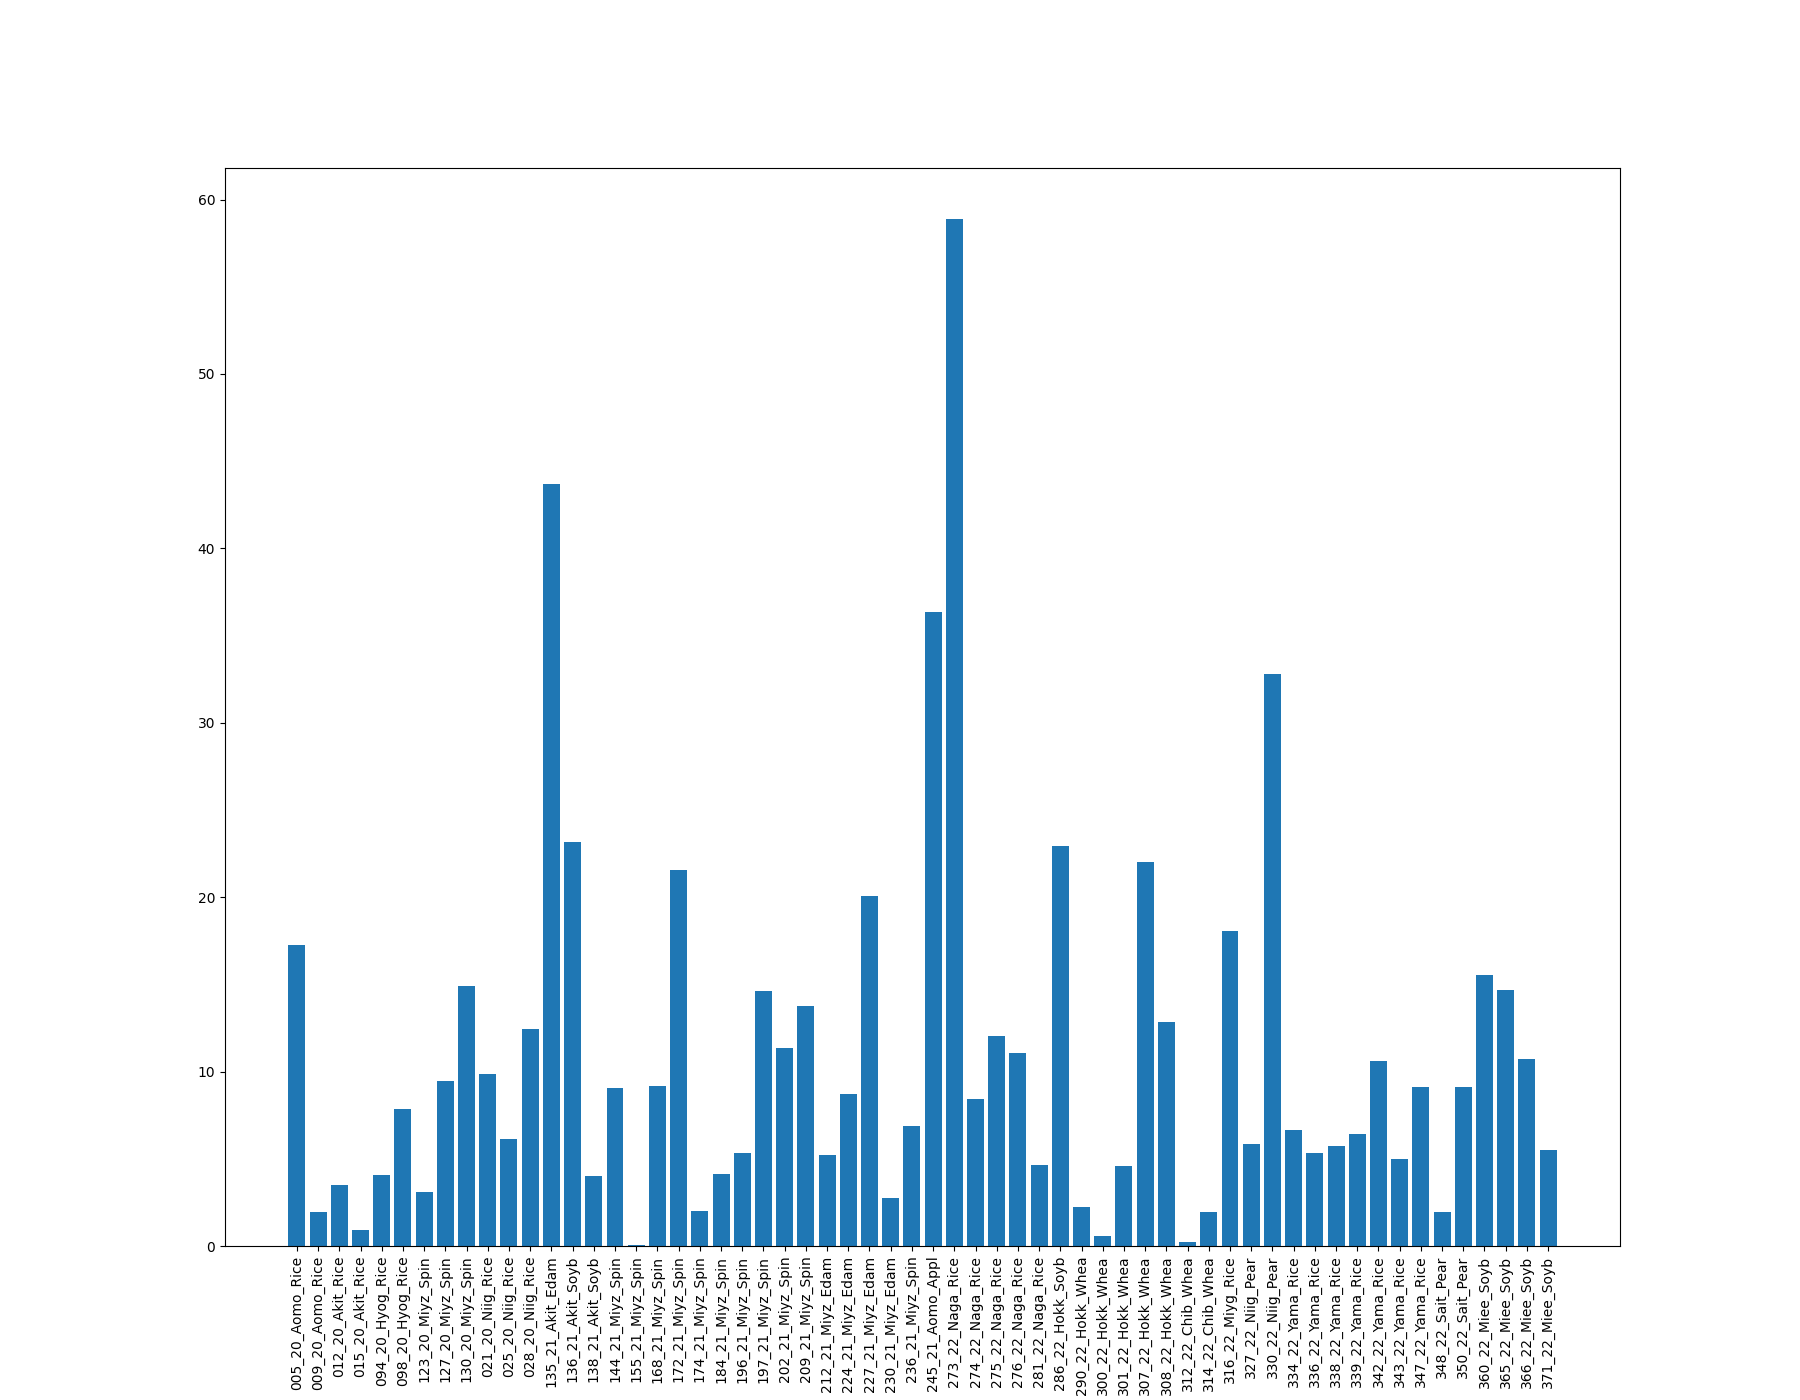 60
50
40
30
20
10
0
005_20_Aomo_Rice
009_20_Aomo_Rice
012_20_Akit_Rice
015_20_Akit_Rice
094_20_Hyog_Rice
098_20_Hyog_Rice
123_20_Miyz_Spin
127_20_Miyz_Spin
130_20_Miyz_Spin
021_20_Niig_Rice
025_20_Niig_Rice
028_20_Niig_Rice
135_21_Akit_Edam
136_21_Akit_Soyb
138_21_Akit_Soyb
144_21_Miyz_Spin
155_21_Miyz_Spin
168_21_Miyz_Spin
172_21_Miyz_Spin
174_21_Miyz_Spin
184_21_Miyz_Spin
196_21_Miyz_Spin
197_21_Miyz_Spin
202_21_Miyz_Spin
209_21_Miyz_Spin
212_21_Miyz_Edam
224_21_Miyz_Edam
227_21_Miyz_Edam
230_21_Miyz_Edam
236_21_Miyz_Spin
245_21_Aomo_Appl
273_22_Naga_Rice
274_22_Naga_Rice
275_22_Naga_Rice
276_22_Naga_Rice
281_22_Naga_Rice
286_22_Hokk_Soyb
290_22_Hokk_Whea
300_22_Hokk_Whea
301_22_Hokk_Whea
307_22_Hokk_Whea
308_22_Hokk_Whea
312_22_Chib_Whea
314_22_Chib_Whea
316_22_Miyg_Rice
327_22_Niig_Pear
330_22_Niig_Pear
334_22_Yama_Rice
336_22_Yama_Rice
338_22_Yama_Rice
339_22_Yama_Rice
342_22_Yama_Rice
343_22_Yama_Rice
347_22_Yama_Rice
348_22_Sait_Pear
350_22_Sait_Pear
360_22_Miee_Soyb
365_22_Miee_Soyb
366_22_Miee_Soyb
371_22_Miee_Soyb